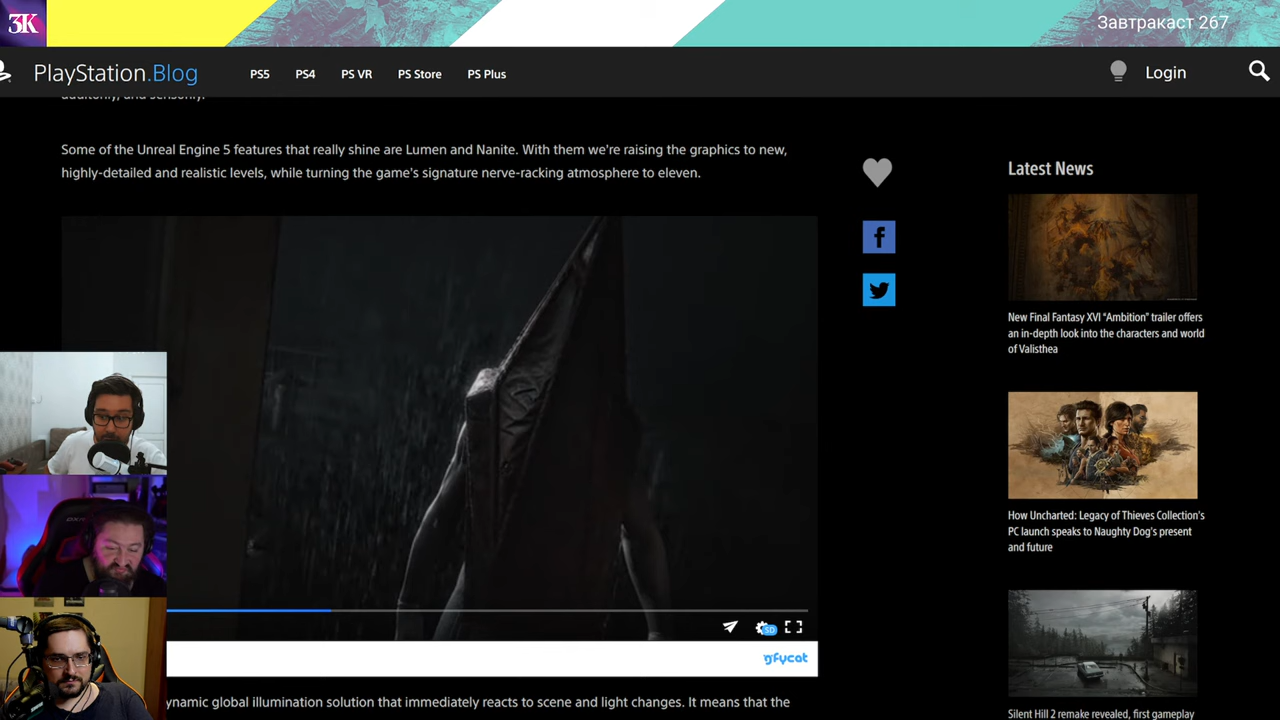 3K
Завтракаст 267
PlayStation.Blog
PS5
PS4
PS VR
PS Store
PS Plus
Login
auditorily, and sensorily.
Some of the Unreal Engine 5 features that really shine are Lumen and Nanite. With them we're raising the graphics to new,
highly-detailed and realistic levels, while turning the game's signature nerve-racking atmosphere to eleven.
SD
gfycat
ynamic global illumination solution that immediately reacts to scene and light changes. It means that the
Latest News
New Final Fantasy XVI “Ambition” trailer offers
an in-depth look into the characters and world
of Valisthea
How Uncharted: Legacy of Thieves Collection's
PC launch speaks to Naughty Dog's present
and future
Silent Hill 2 remake revealed, first gameplay